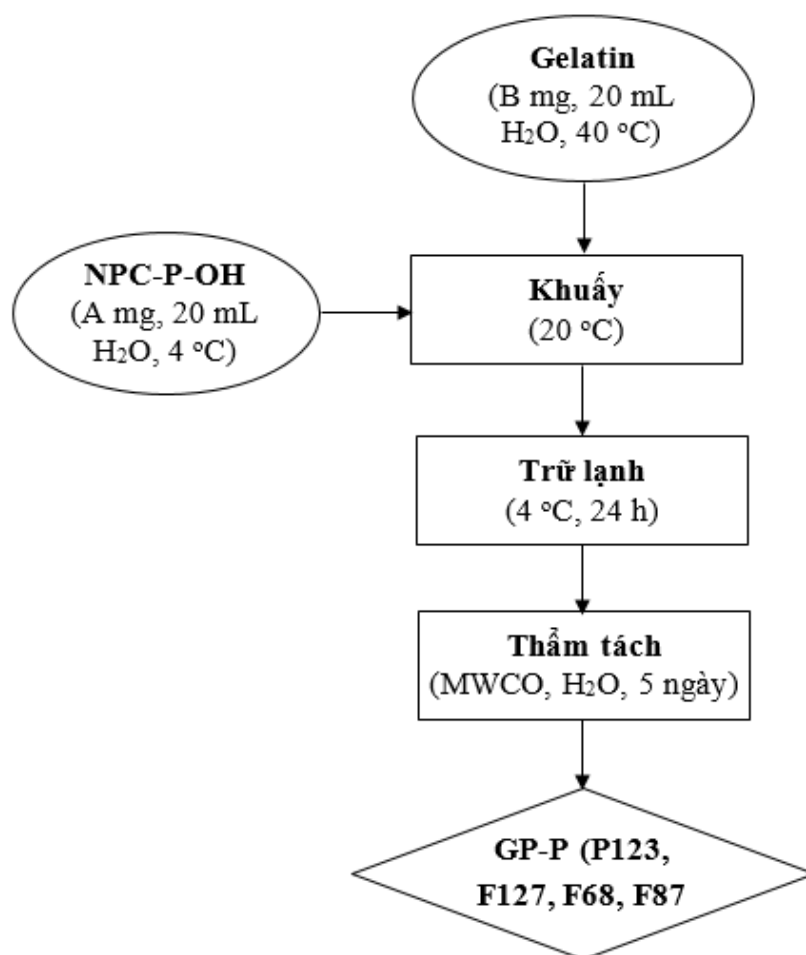 Gelatin
(B mg, 20 mL
H₂O, 40 °C)
NPC-P-OH
(A mg, 20 mL
H₂O, 4 °C)
Khuấy
(20 °C)
Trữ lạnh
(4 °C, 24 h)
Thẩm tách
(MWCO, H₂O, 5 ngày)
GP-P (P123,
F127, F68, F87